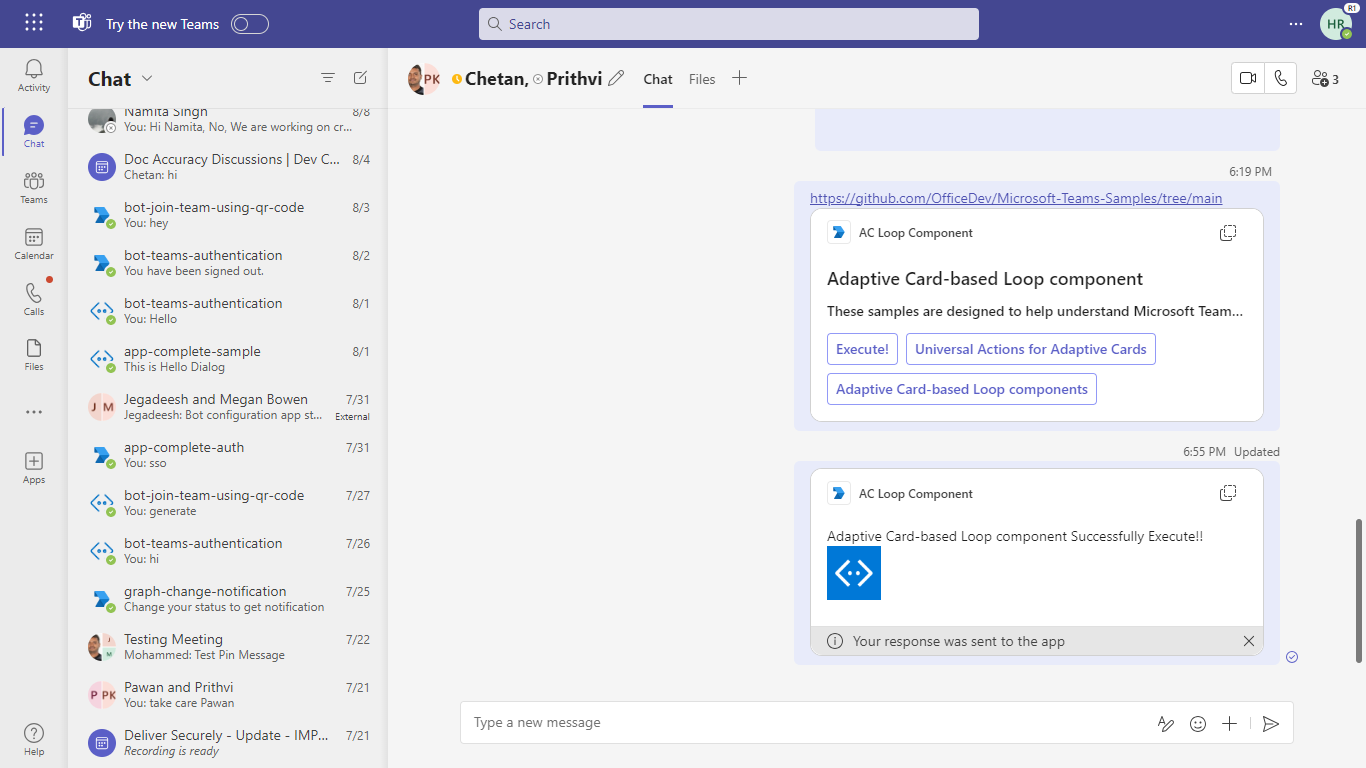 Try the new Teams
Search
R1
HR
Activity
Chat
Teams
Calendar
Calls
Files
Apps
Help
Chat
Namita Singh 8/8
You: Hi Namita, No, We are working on cr...
Doc Accuracy Discussions | Dev C... 8/4
Chetan: hi
bot-join-team-using-qr-code 8/3
You: hey
bot-teams-authentication 8/2
You have been signed out.
bot-teams-authentication 8/1
You: Hello
app-complete-sample 8/1
This is Hello Dialog
J M
Jegadeesh and Megan Bowen 7/31
Jegadeesh: Bot configuration app st... External
app-complete-auth 7/31
You: sso
bot-join-team-using-qr-code 7/27
You: generate
bot-teams-authentication 7/26
You: hi
graph-change-notification 7/25
Change your status to get notification
J
M
Testing Meeting 7/22
Mohammed: Test Pin Message
P PK
Pawan and Prithvi 7/21
You: take care Pawan
Deliver Securely - Update - IMP... 7/21
Recording is ready
PK
Chetan, Prithvi
Chat
Files
3
6:19 PM
https://github.com/OfficeDev/Microsoft-Teams-Samples/tree/main
AC Loop Component
Adaptive Card-based Loop component
These samples are designed to help understand Microsoft Team...
Execute!
Universal Actions for Adaptive Cards
Adaptive Card-based Loop components
6:55 PM Updated
AC Loop Component
Adaptive Card-based Loop component Successfully Execute!!
Your response was sent to the app
Type a new message